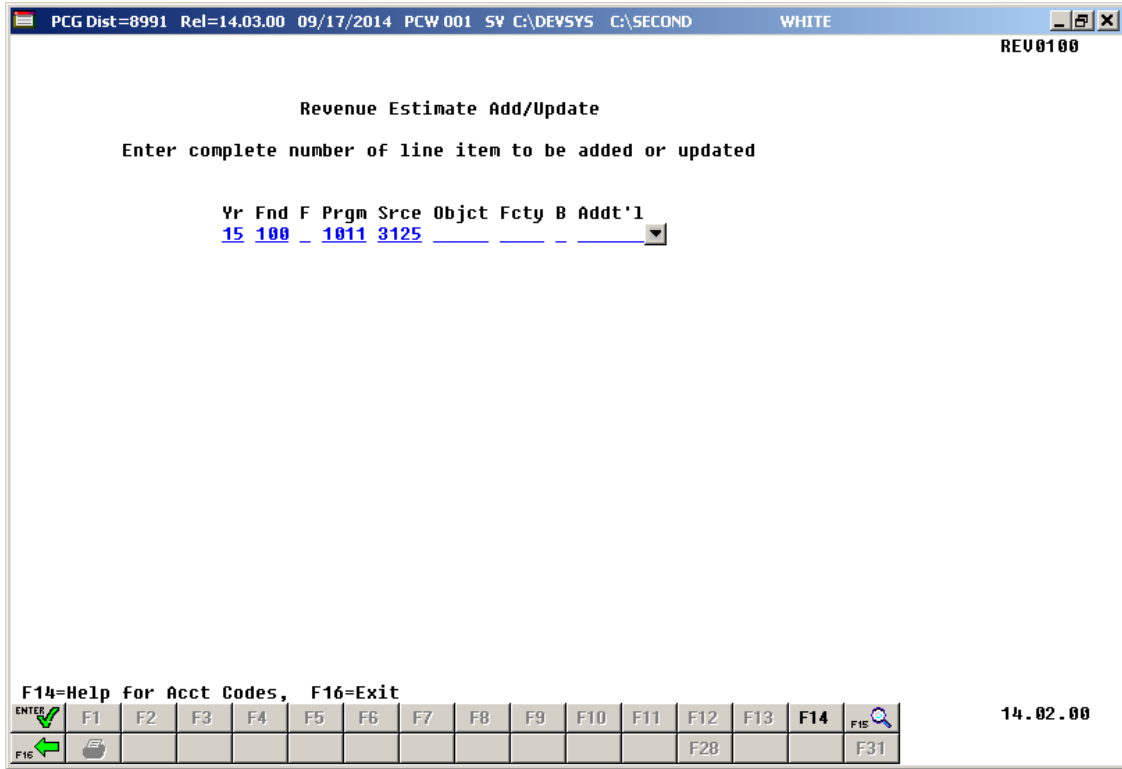 PCG Dist=8991 Rel=14.03.00 09/17/2014 PCW 001 SV C:\DEVSYS C:\SECOND WHITE
REV0100
Revenue Estimate Add/Update
Enter complete number of line item to be added or updated
Yr Fnd F Prgm Srce Objct Fcty B Addt'l
15 100 _ 1011 3125 _____ ____ _ ______
F14=Help for Acct Codes, F16=Exit
ENTER F1 F2 F3 F4 F5 F6 F7 F8 F9 F10 F11 F12 F13 F14 F15
14.02.00
F16 F28 F31